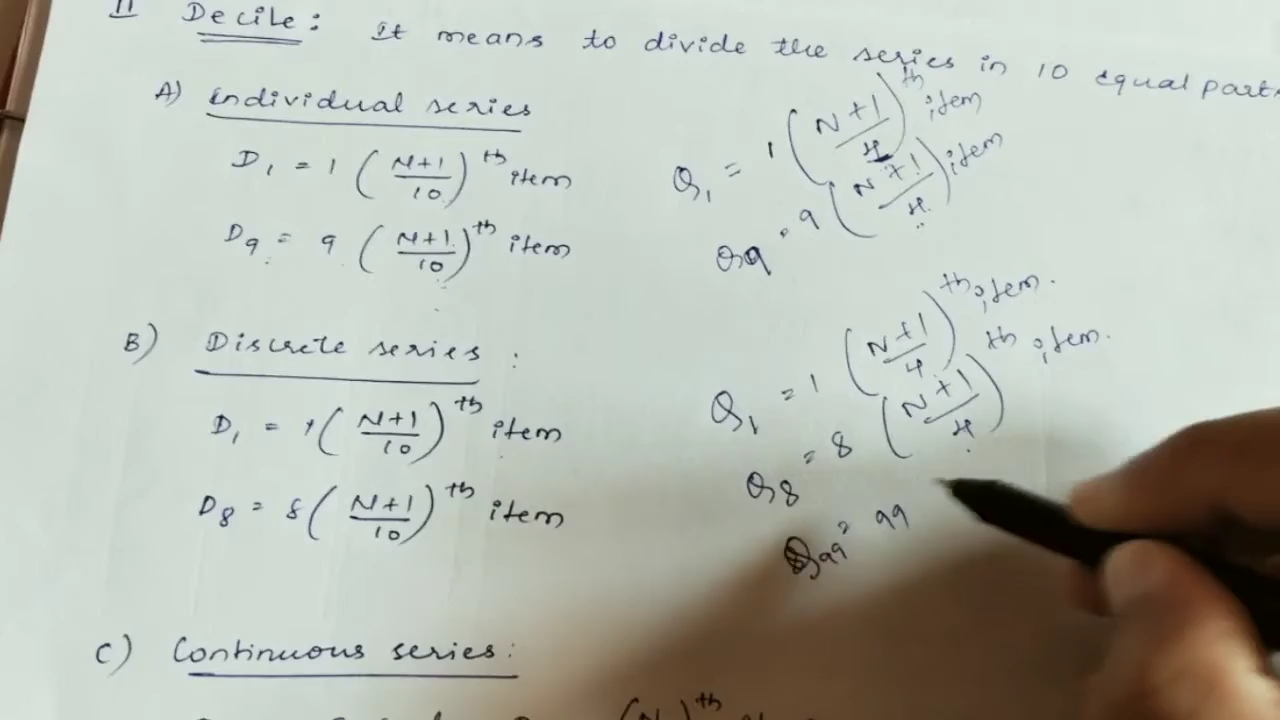 II Decile: It means to divide the series in 10 equal parts
A) individual series
D1 = 1 (N+1/10)th item
D9 = 9 (N+1/10)th item
Q1 = 1 (N+1/4)th item
Q9 = 9 (N+1/4) item
B) Discrete series :
D1 = 1 (N+1/10)th item
D8 = 8 (N+1/10)th item
Q1 = 1 (N+1/4)th item.
Q8 = 8 (N+1/4)th item.
Q99 = 99
C) Continuous series:
(N th